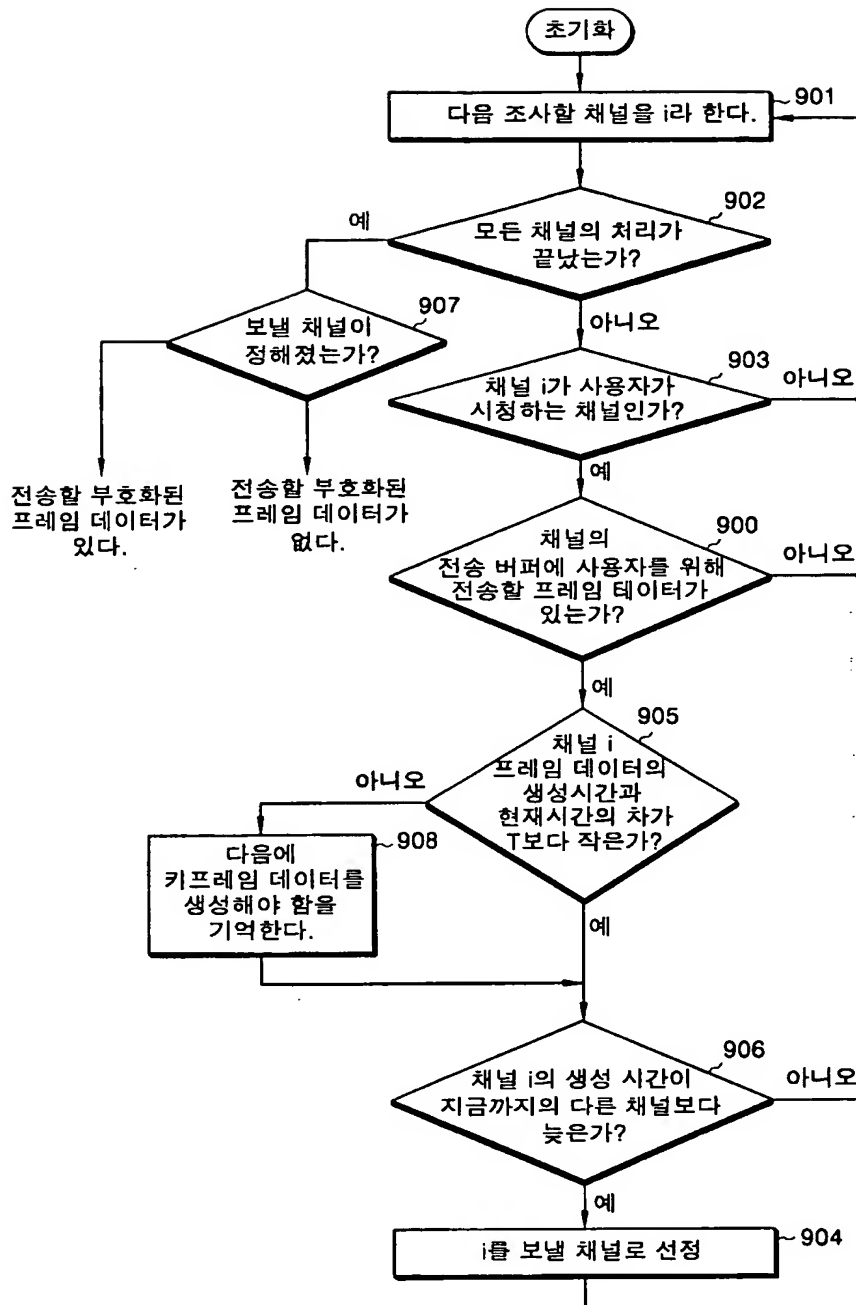 초기화
901
다음 조사할 채널을 i라 한다.
902
예
모든 채널의 처리가
끝났는가?
907
보낼 채널이
정해졌는가?
아니오
903
채널 i가 사용자가
시청하는 채널인가?
아니오
예
전송할 부호화된
프레임 데이터가
있다.
전송할 부호화된
프레임 데이터가
없다.
900
채널의
전송 버퍼에 사용자를 위해
전송할 프레임 테이터가
있는가?
아니오
예
905
채널 i
프레임 데이터의
생성시간과
현재시간의 차가
T보다 작은가?
아니오
908
다음에
키프레임 데이터를
생성해야 함을
기억한다.
예
906
채널 i의 생성 시간이
지금까지의 다른 채널보다
늦은가?
아니오
예
904
i를 보낼 채널로 선정